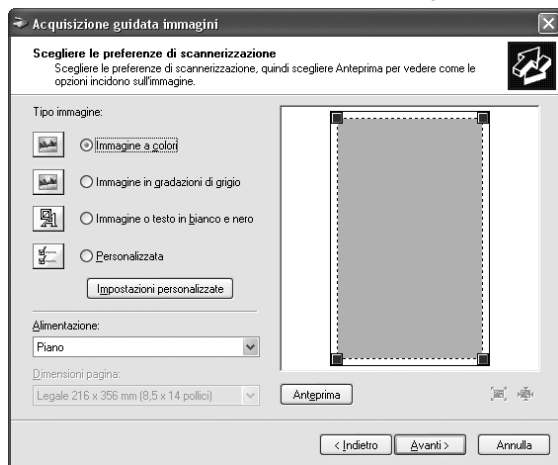 Acquisizione guidata immagini
Scegliere le preferenze di scannerizzazione
Scegliere le preferenze di scannerizzazione, quindi scegliere Anteprima per vedere come le
opzioni incidono sull'immagine.
Tipo immagine:
Immagine a colori
Immagine in gradazioni di grigio
Immagine o testo in bianco e nero
Personalizzata
Impostazioni personalizzate
Alimentazione:
Piano
Dimensioni pagina:
Legale 216 x 356 mm (8,5 x 14 pollici)
Anteprima
< Indietro
Avanti >
Annulla